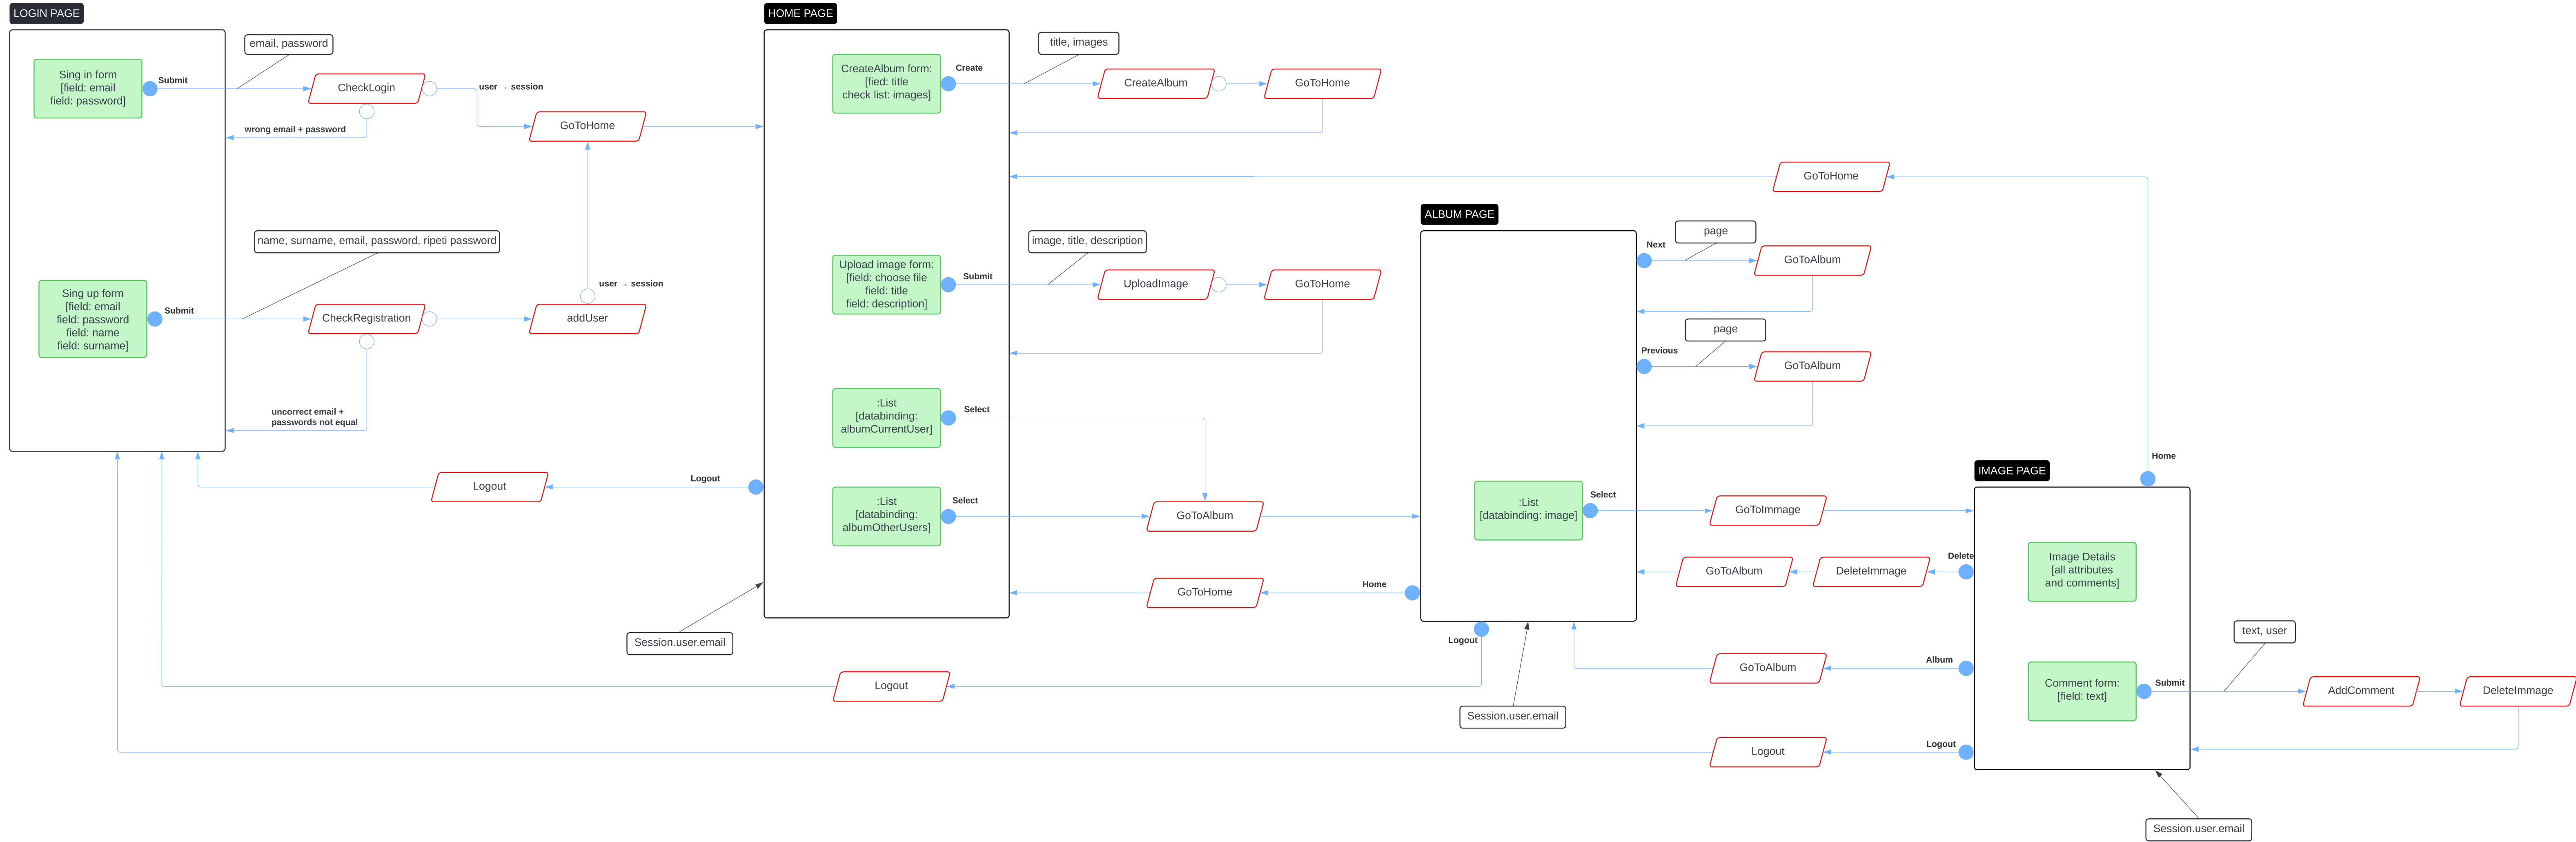 LOGIN PAGE
Sing in form
[field: email
field: password]
Submit
email, password
CheckLogin
wrong email + password
user → session
GoToHome
name, surname, email, password, ripeti password
Sing up form
[field: email
field: password
field: name
field: surname]
Submit
CheckRegistration
addUser
user → session
uncorrect email +
passwords not equal
Logout
Logout
HOME PAGE
CreateAlbum form:
[fied: title
check list: images]
Create
title, images
CreateAlbum
GoToHome
GoToHome
Upload image form:
[field: choose file
field: title
field: description]
Submit
image, title, description
UploadImage
GoToHome
:List
[databinding:
albumCurrentUser]
Select
:List
[databinding:
albumOtherUsers]
Select
GoToAlbum
GoToHome
Home
Session.user.email
Logout
Logout
ALBUM PAGE
Next
page
GoToAlbum
Previous
page
GoToAlbum
:List
[databinding: image]
Select
GoToImmage
GoToAlbum
DeleteImmage
Delete
GoToAlbum
Album
Session.user.email
Logout
Logout
IMAGE PAGE
Home
Image Details
[all attributes
and comments]
Comment form:
[field: text]
Submit
text, user
AddComment
DeleteImmage
Session.user.email